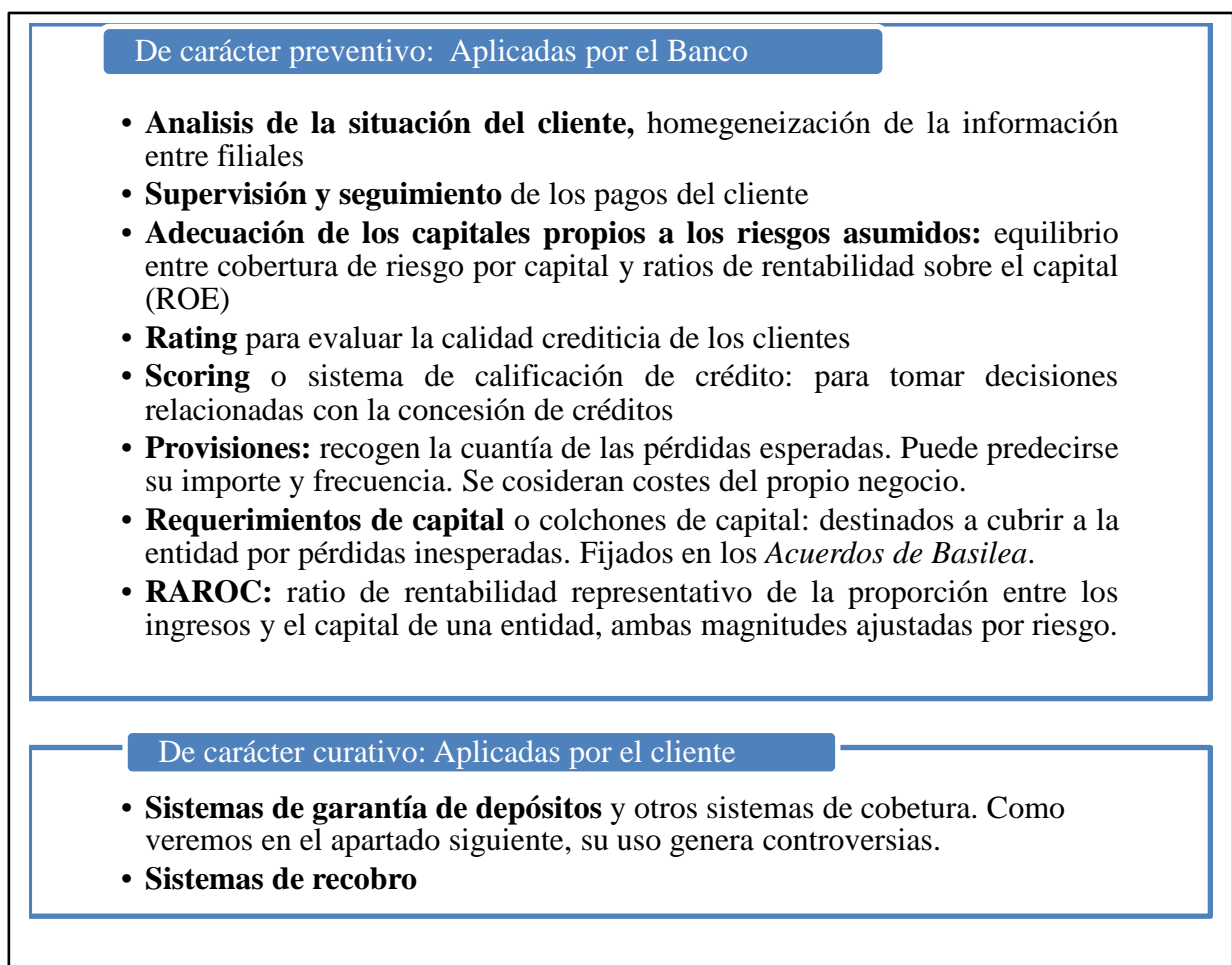 De carácter preventivo: Aplicadas por el Banco
• Analisis de la situación del cliente, homegeneización de la información
entre filiales
• Supervisión y seguimiento de los pagos del cliente
• Adecuación de los capitales propios a los riesgos asumidos: equilibrio
entre cobertura de riesgo por capital y ratios de rentabilidad sobre el capital
(ROE)
• Rating para evaluar la calidad crediticia de los clientes
• Scoring o sistema de calificación de crédito: para tomar decisiones
relacionadas con la concesión de créditos
• Provisiones: recogen la cuantía de las pérdidas esperadas. Puede predecirse
su importe y frecuencia. Se cosideran costes del propio negocio.
• Requerimientos de capital o colchones de capital: destinados a cubrir a la
entidad por pérdidas inesperadas. Fijados en los Acuerdos de Basilea.
• RAROC: ratio de rentabilidad representativo de la proporción entre los
ingresos y el capital de una entidad, ambas magnitudes ajustadas por riesgo.
De carácter curativo: Aplicadas por el cliente
• Sistemas de garantía de depósitos y otros sistemas de cobetura. Como
veremos en el apartado siguiente, su uso genera controversias.
• Sistemas de recobro